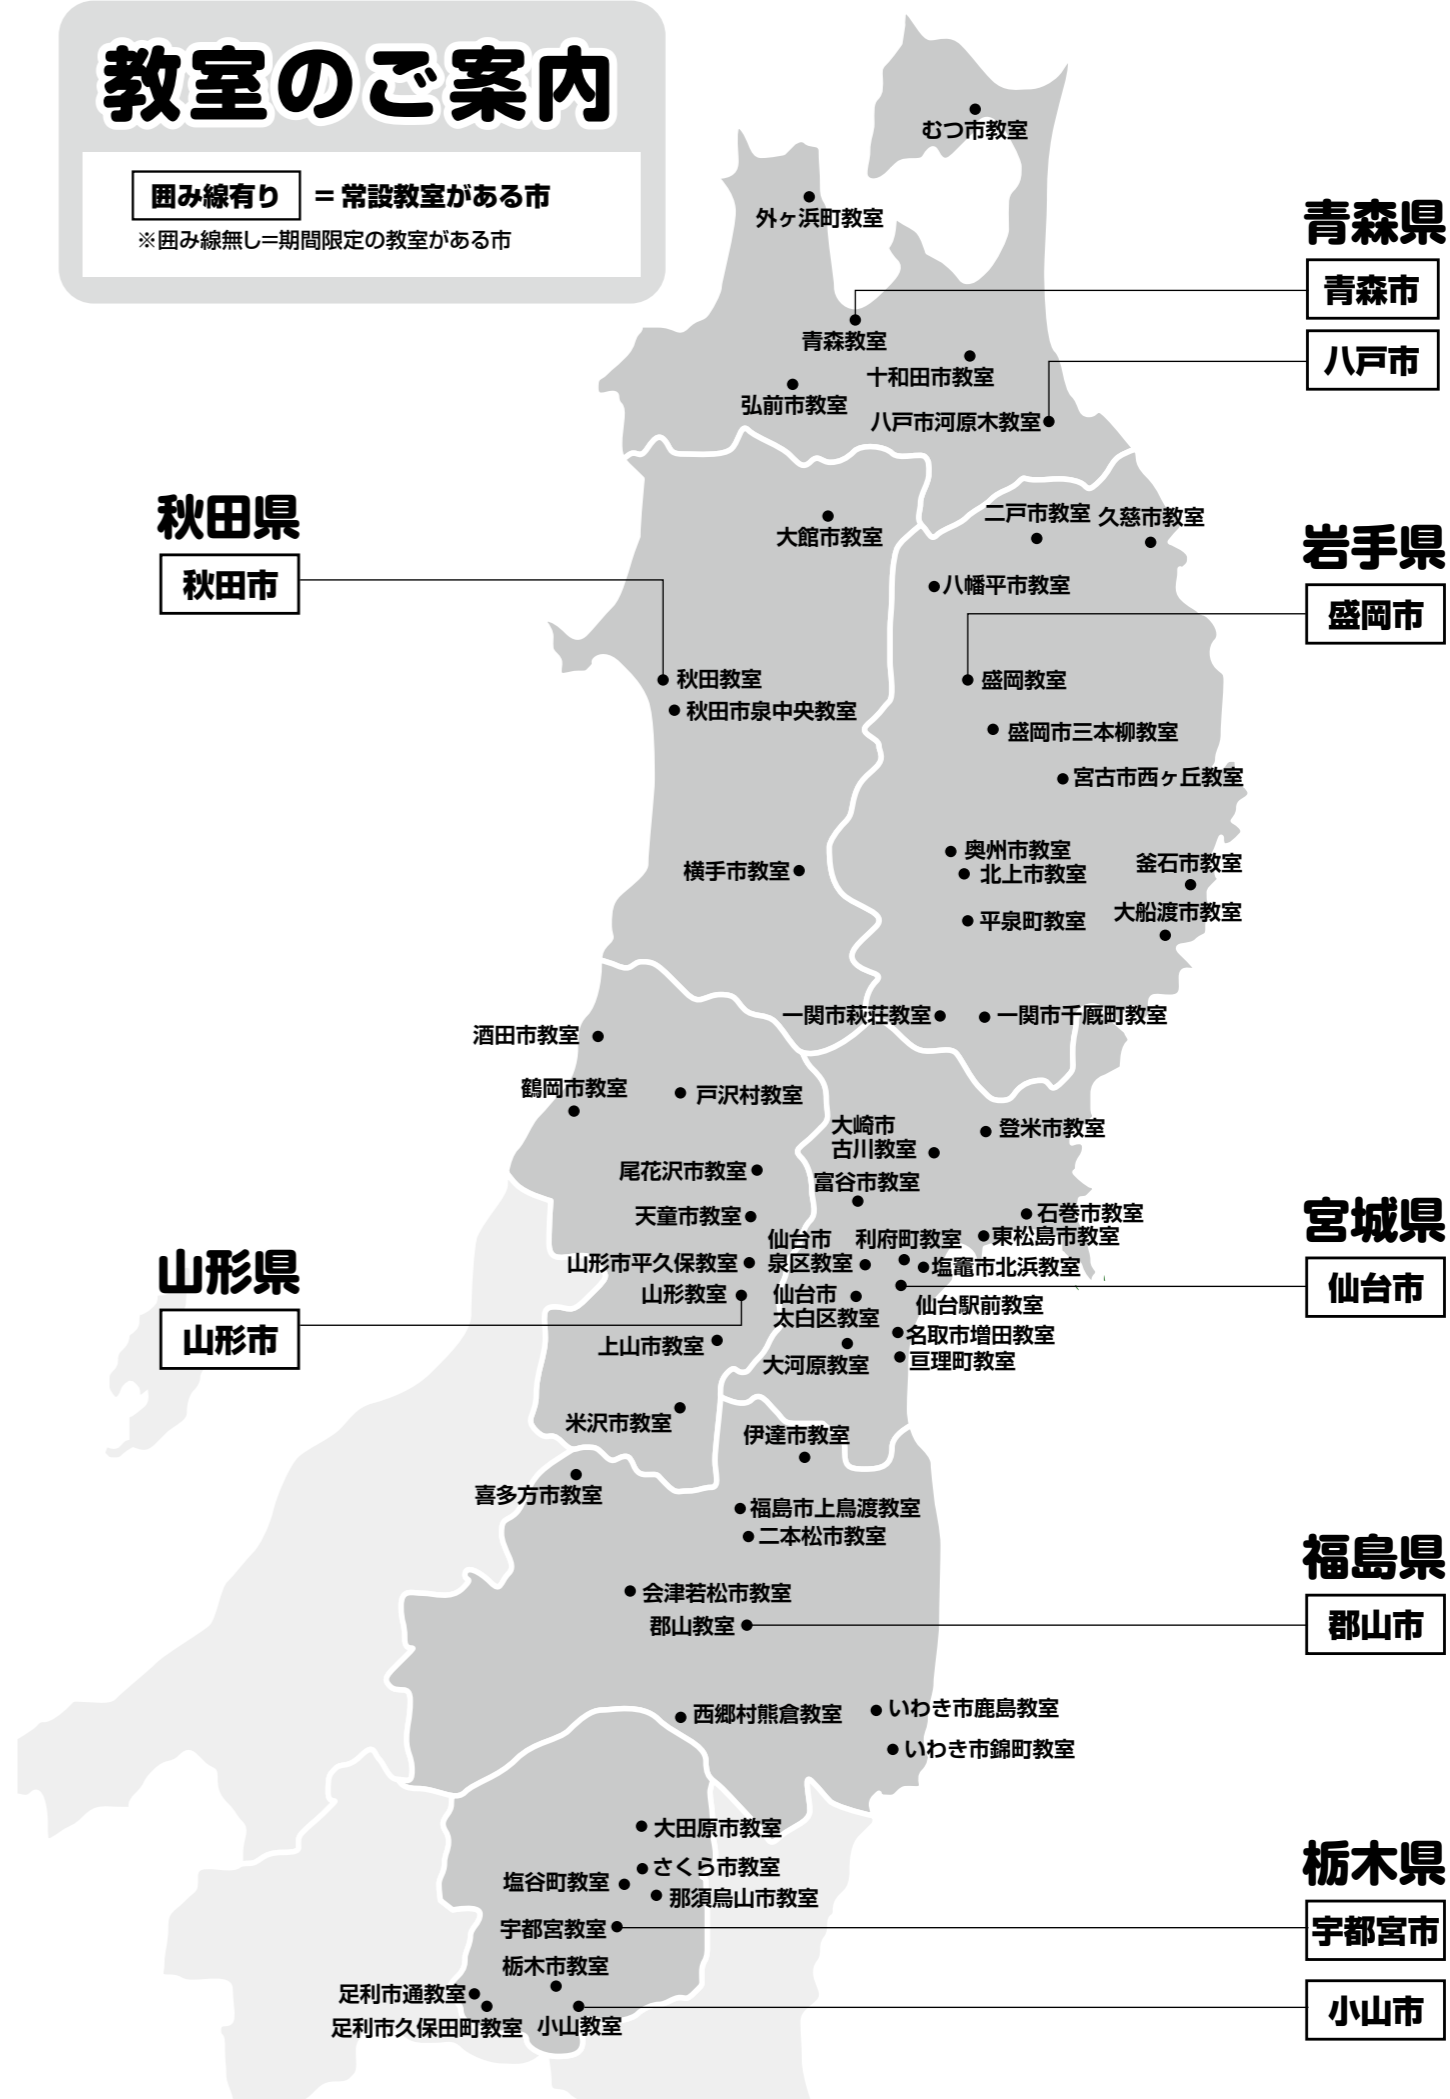 教室のご案内
囲み線有り ＝常設教室がある市
※囲み線無し＝期間限定の教室がある市
むつ市教室
外ヶ浜町教室
青森県
青森市
八戸市
青森教室
十和田市教室
弘前市教室
八戸市河原木教室
秋田県
秋田市
大館市教室
秋田教室
秋田市泉中央教室
横手市教室
岩手県
盛岡市
二戸市教室
久慈市教室
八幡平市教室
盛岡教室
盛岡市三本柳教室
宮古市西ヶ丘教室
奥州市教室
北上市教室
釜石市教室
平泉町教室
大船渡市教室
一関市萩荘教室
一関市千厩町教室
山形県
山形市
酒田市教室
鶴岡市教室
戸沢村教室
尾花沢市教室
天童市教室
山形市平久保教室
山形教室
上山市教室
米沢市教室
宮城県
仙台市
登米市教室
大崎市
古川教室
富谷市教室
石巻市教室
東松島市教室
仙台市
泉区教室
利府町教室
塩竈市北浜教室
仙台市
太白区教室
仙台駅前教室
名取市増田教室
大河原教室
亘理町教室
福島県
郡山市
伊達市教室
喜多方市教室
福島市上鳥渡教室
二本松市教室
会津若松市教室
郡山教室
西郷村熊倉教室
いわき市鹿島教室
いわき市錦町教室
栃木県
宇都宮市
小山市
大田原市教室
さくら市教室
塩谷町教室
那須烏山市教室
宇都宮教室
栃木市教室
足利市通教室
足利市久保田町教室
小山教室